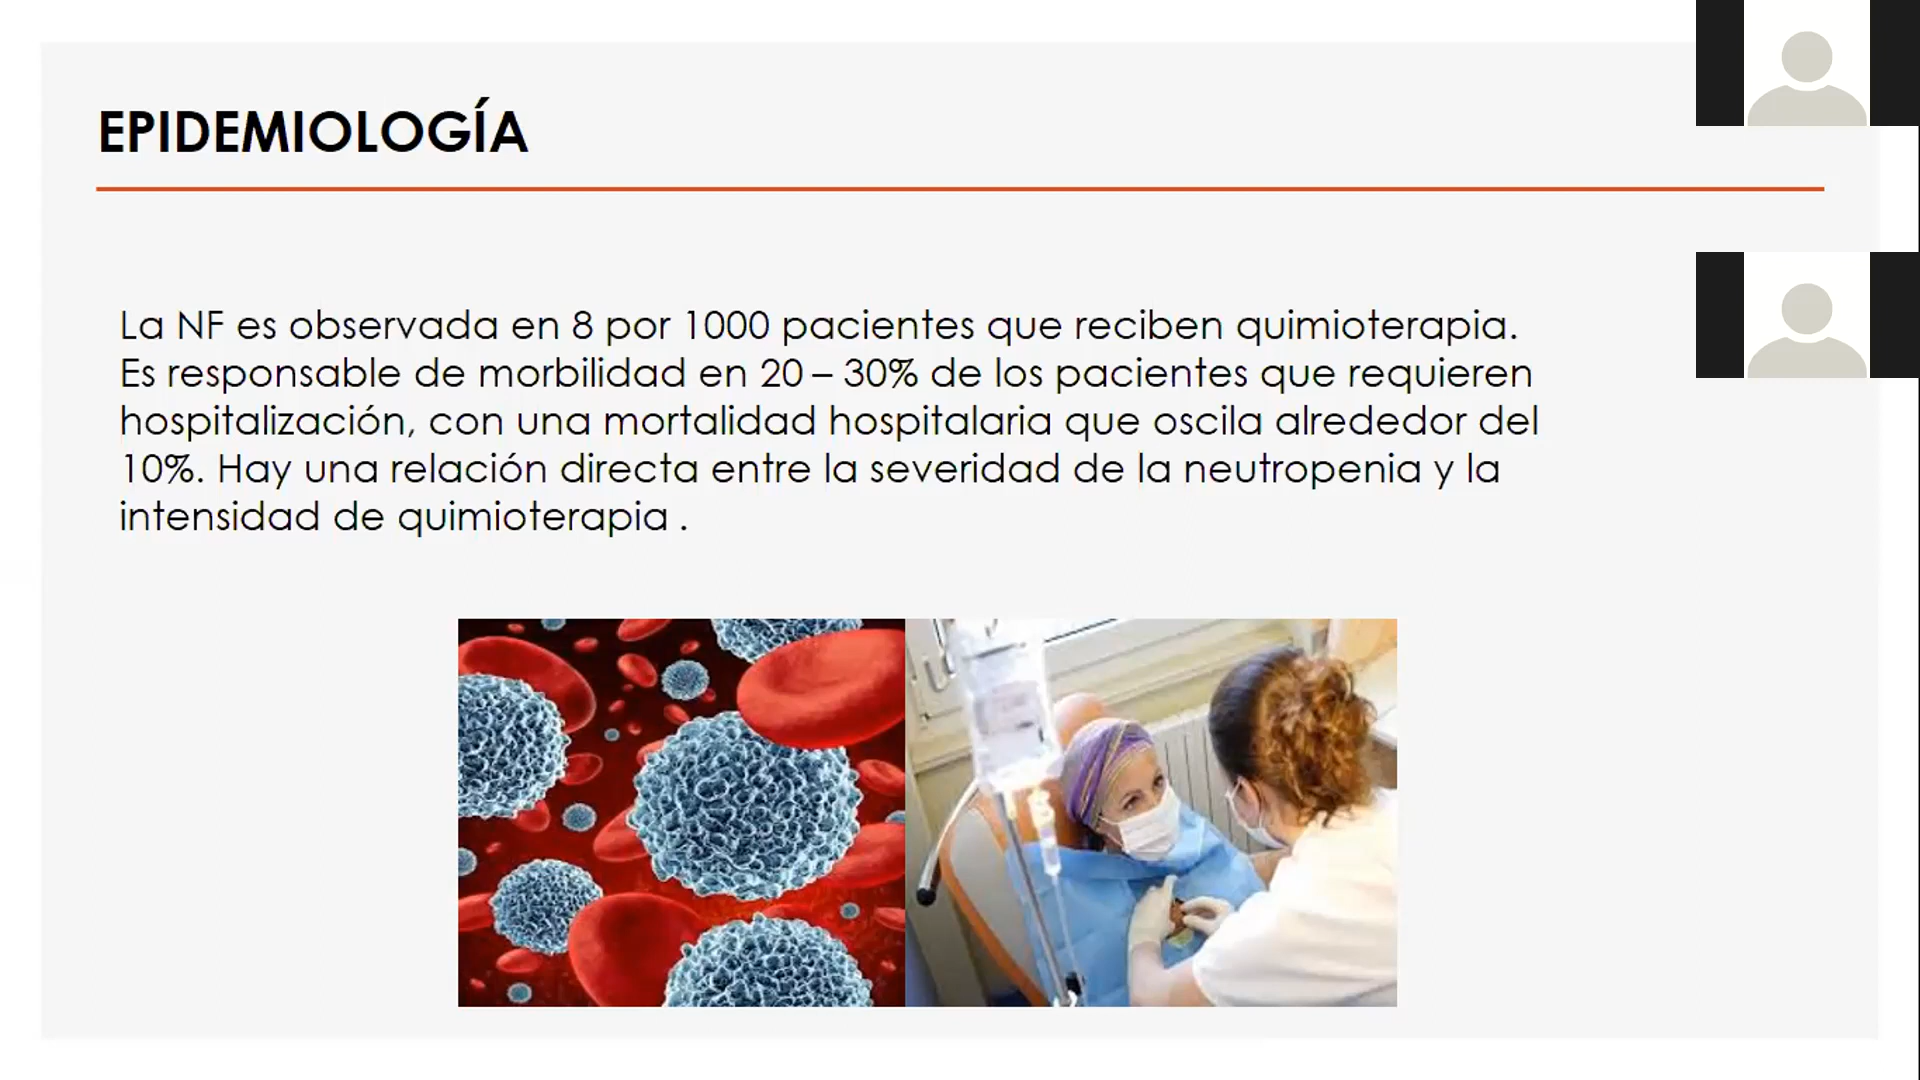 EPIDEMIOLOGÍA
La NF es observada en 8 por 1000 pacientes que reciben quimioterapia.
Es responsable de morbilidad en 20 – 30% de los pacientes que requieren
hospitalización, con una mortalidad hospitalaria que oscila alrededor del
10%. Hay una relación directa entre la severidad de la neutropenia y la
intensidad de quimioterapia .